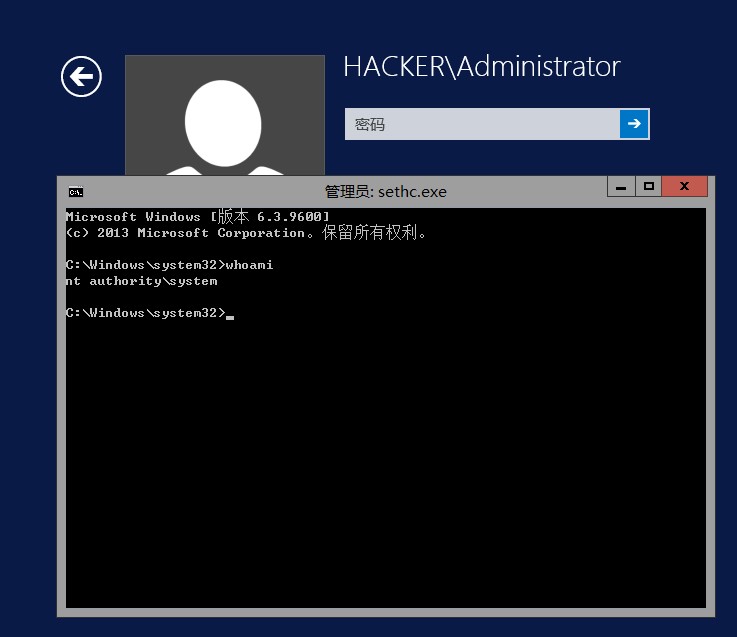 HACKER\Administrator
密码
管理员: sethc.exe
Microsoft Windows [版本 6.3.9600]
(c) 2013 Microsoft Corporation。保留所有权利。
C:\Windows\system32>whoami
nt authority\system
C:\Windows\system32>